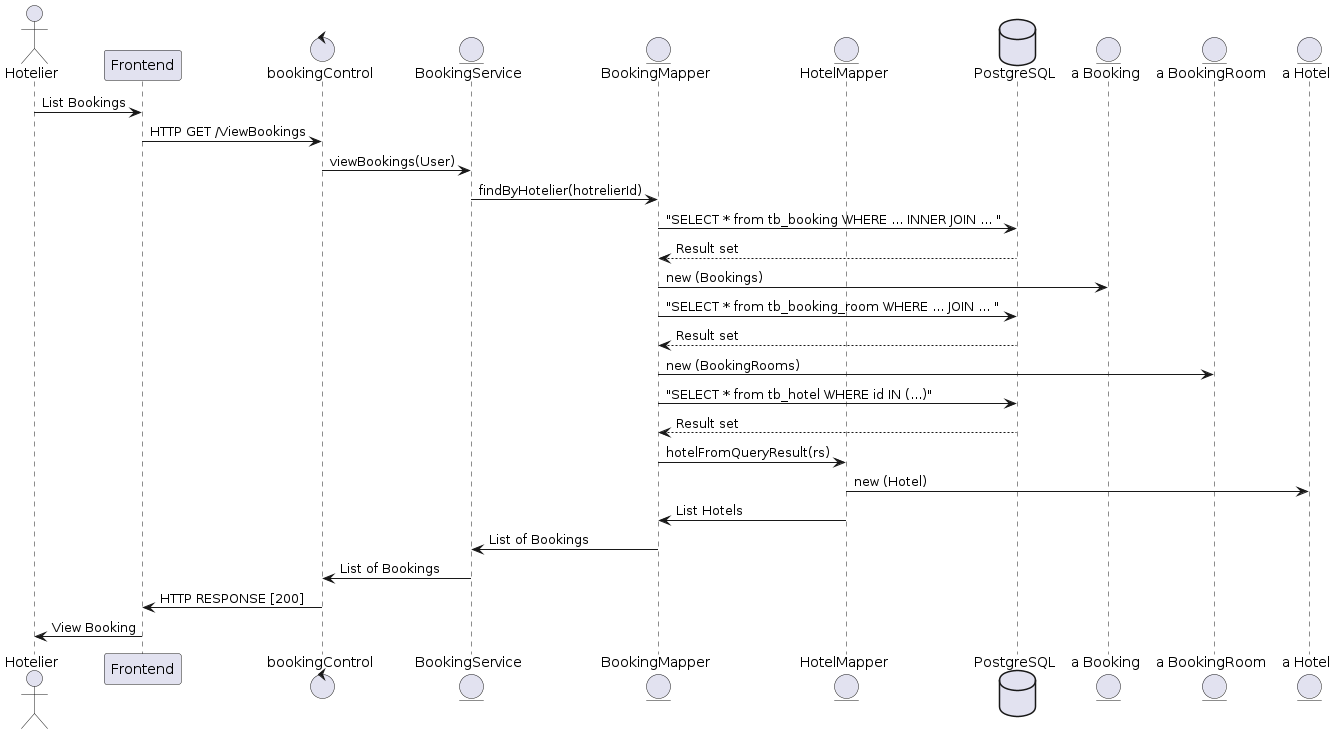 Hotelier Frontend bookingControl BookingService BookingMapper HotelMapper PostgreSQL a Booking a BookingRoom a Hotel
List Bookings
HTTP GET /ViewBookings
viewBookings(User)
findByHotelier(hotrelierId)
"SELECT * from tb_booking WHERE ... INNER JOIN ... "
Result set
new (Bookings)
"SELECT * from tb_booking_room WHERE ... JOIN ... "
Result set
new (BookingRooms)
"SELECT * from tb_hotel WHERE id IN (...)"
Result set
hotelFromQueryResult(rs)
new (Hotel)
List Hotels
List of Bookings
List of Bookings
HTTP RESPONSE [200]
View Booking
Hotelier Frontend bookingControl BookingService BookingMapper HotelMapper PostgreSQL a Booking a BookingRoom a Hotel